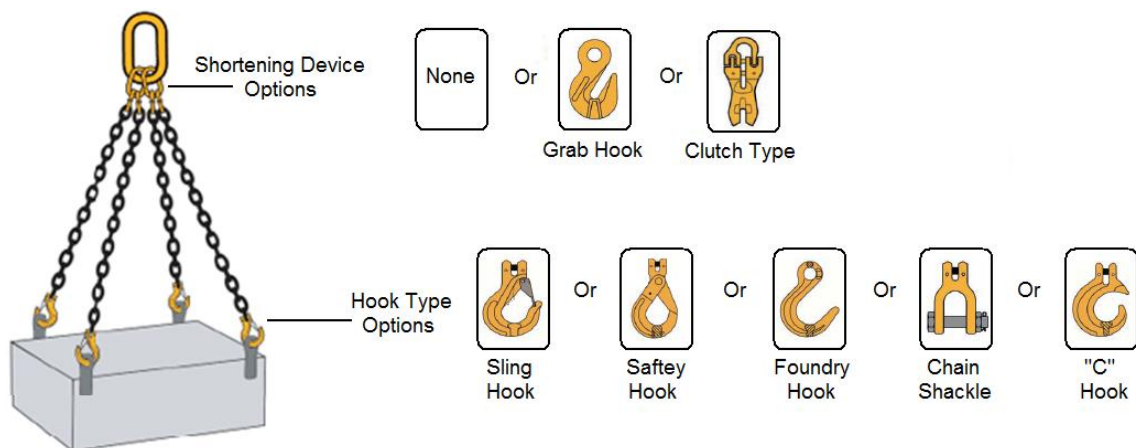 Shortening Device
Options
None
Or
Or
Grab Hook
Clutch Type
Hook Type
Options
Or
Or
Or
Or
Sling
Hook
Saftey
Hook
Foundry
Hook
Chain
Shackle
"C"
Hook